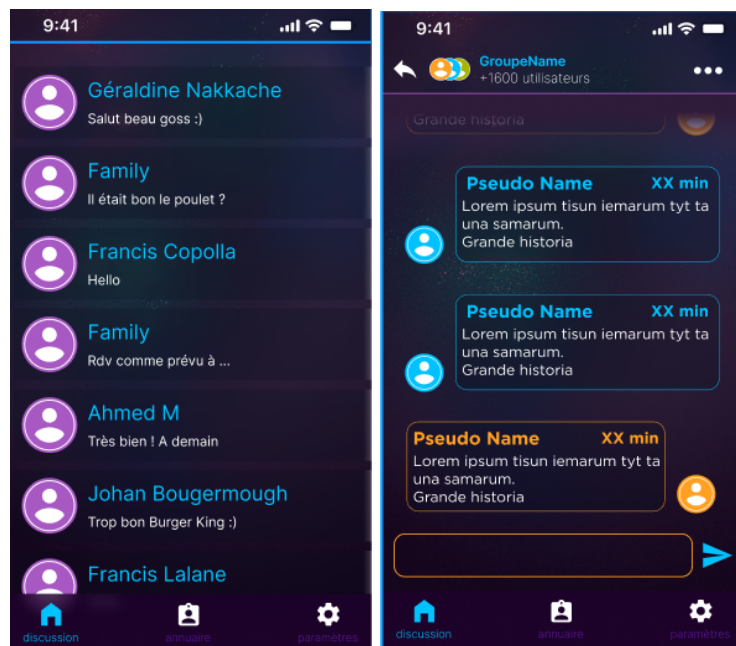 9:41
Géraldine Nakkache
Salut beau goss :)
Family
Il était bon le poulet ?
Francis Copolla
Hello
Family
Rdv comme prévu à ...
Ahmed M
Très bien ! A demain
Johan Bougermough
Trop bon Burger King :)
Francis Lalane
discussion annuaire paramètres
9:41
GroupeName
+1600 utilisateurs
Grande historia
Pseudo Name XX min
Lorem ipsum tisun iemarum tyt ta
una samarum.
Grande historia
Pseudo Name XX min
Lorem ipsum tisun iemarum tyt ta
una samarum.
Grande historia
Pseudo Name XX min
Lorem ipsum tisun iemarum tyt ta
una samarum.
Grande historia
discussion annuaire paramètres